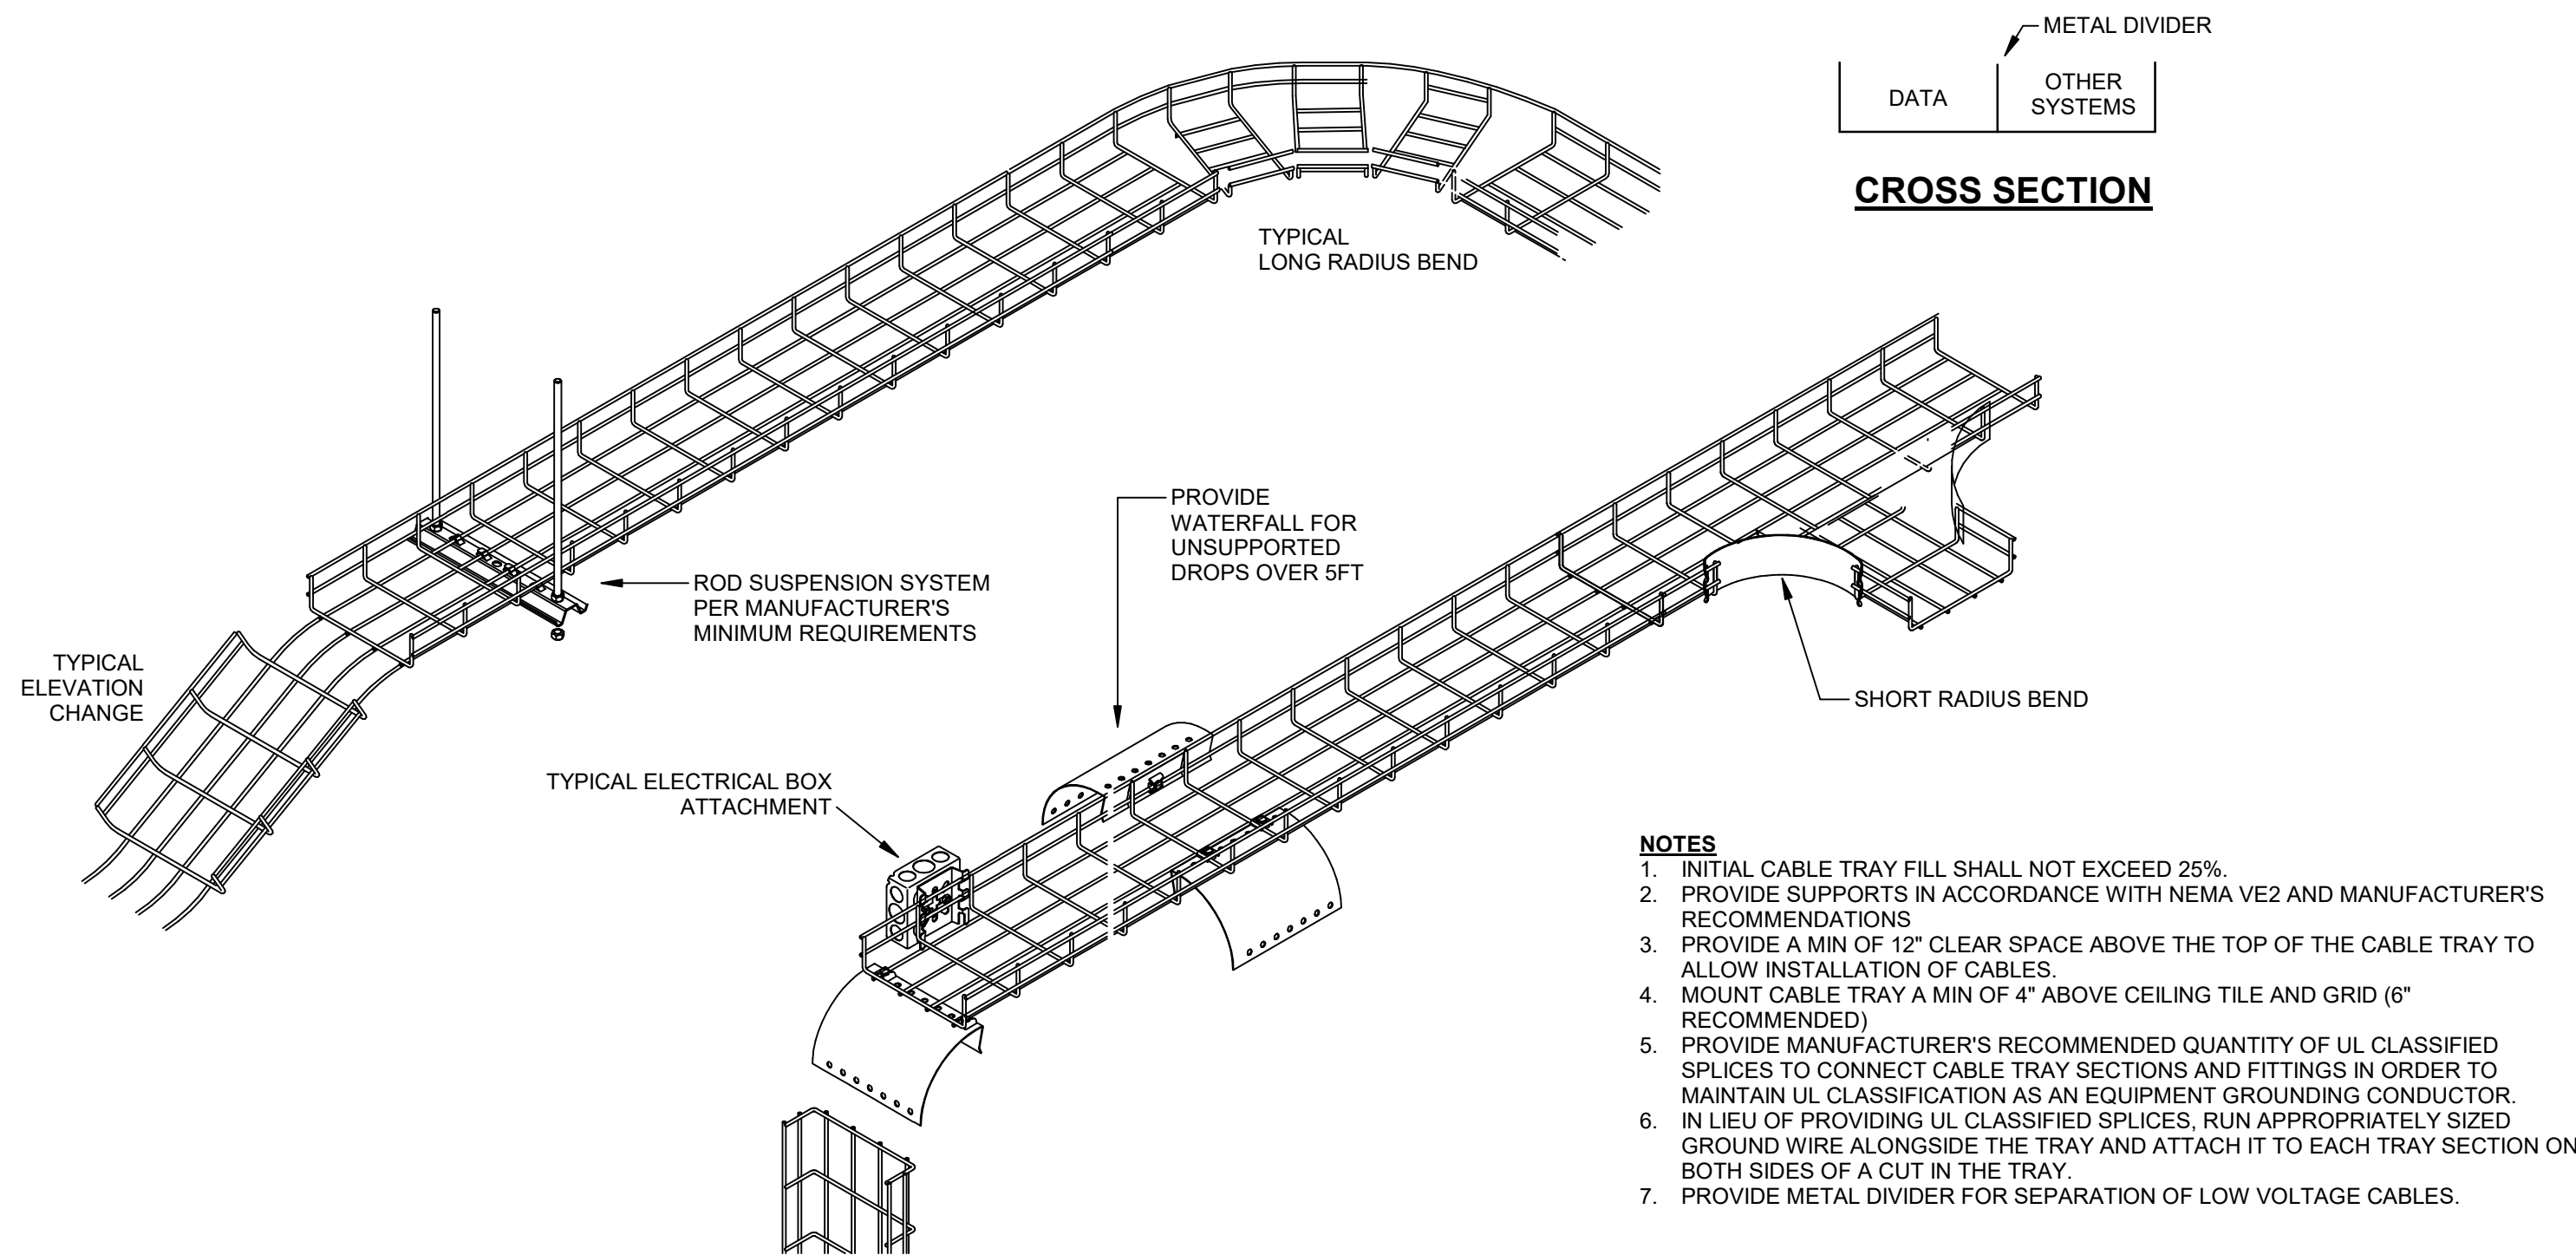 METAL DIVIDER
DATA
OTHER
SYSTEMS
CROSS SECTION
TYPICAL
LONG RADIUS BEND
PROVIDE
WATERFALL FOR
UNSUPPORTED
DROPS OVER 5FT
ROD SUSPENSION SYSTEM
PER MANUFACTURER'S
MINIMUM REQUIREMENTS
TYPICAL
ELEVATION
CHANGE
SHORT RADIUS BEND
TYPICAL ELECTRICAL BOX
ATTACHMENT
NOTES
1. INITIAL CABLE TRAY FILL SHALL NOT EXCEED 25%.
2. PROVIDE SUPPORTS IN ACCORDANCE WITH NEMA VE2 AND MANUFACTURER'S
RECOMMENDATIONS
3. PROVIDE A MIN OF 12" CLEAR SPACE ABOVE THE TOP OF THE CABLE TRAY TO
ALLOW INSTALLATION OF CABLES.
4. MOUNT CABLE TRAY A MIN OF 4" ABOVE CEILING TILE AND GRID (6"
RECOMMENDED)
5. PROVIDE MANUFACTURER'S RECOMMENDED QUANTITY OF UL CLASSIFIED
SPLICES TO CONNECT CABLE TRAY SECTIONS AND FITTINGS IN ORDER TO
MAINTAIN UL CLASSIFICATION AS AN EQUIPMENT GROUNDING CONDUCTOR.
6. IN LIEU OF PROVIDING UL CLASSIFIED SPLICES, RUN APPROPRIATELY SIZED
GROUND WIRE ALONGSIDE THE TRAY AND ATTACH IT TO EACH TRAY SECTION ON
BOTH SIDES OF A CUT IN THE TRAY.
7. PROVIDE METAL DIVIDER FOR SEPARATION OF LOW VOLTAGE CABLES.